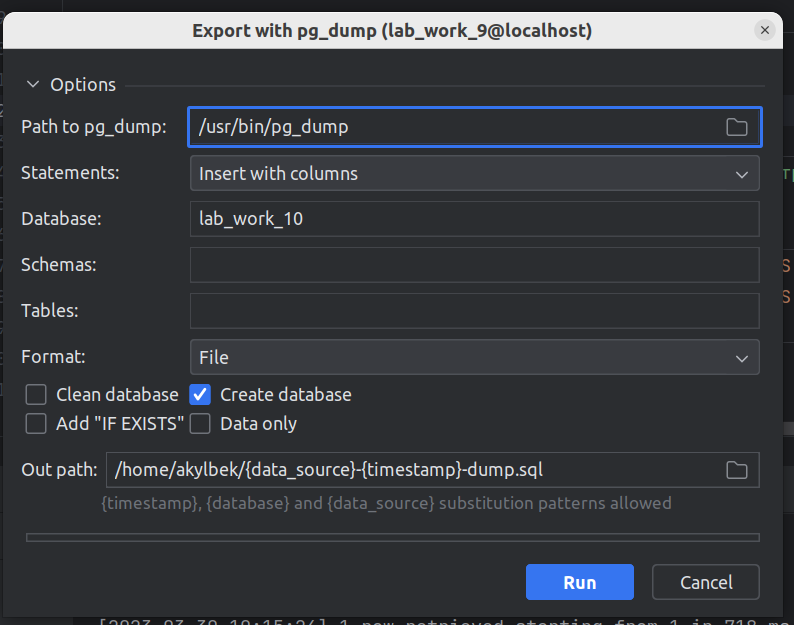 Export with pg_dump (lab_work_9@localhost)
Options
Path to pg_dump: /usr/bin/pg_dump
Statements: Insert with columns
Database: lab_work_10
Schemas:
Tables:
Format: File
Clean database Create database
Add "IF EXISTS" Data only
Out path: /home/akylbek/{data_source}-{timestamp}-dump.sql
{timestamp}, {database} and {data_source} substitution patterns allowed
Run Cancel